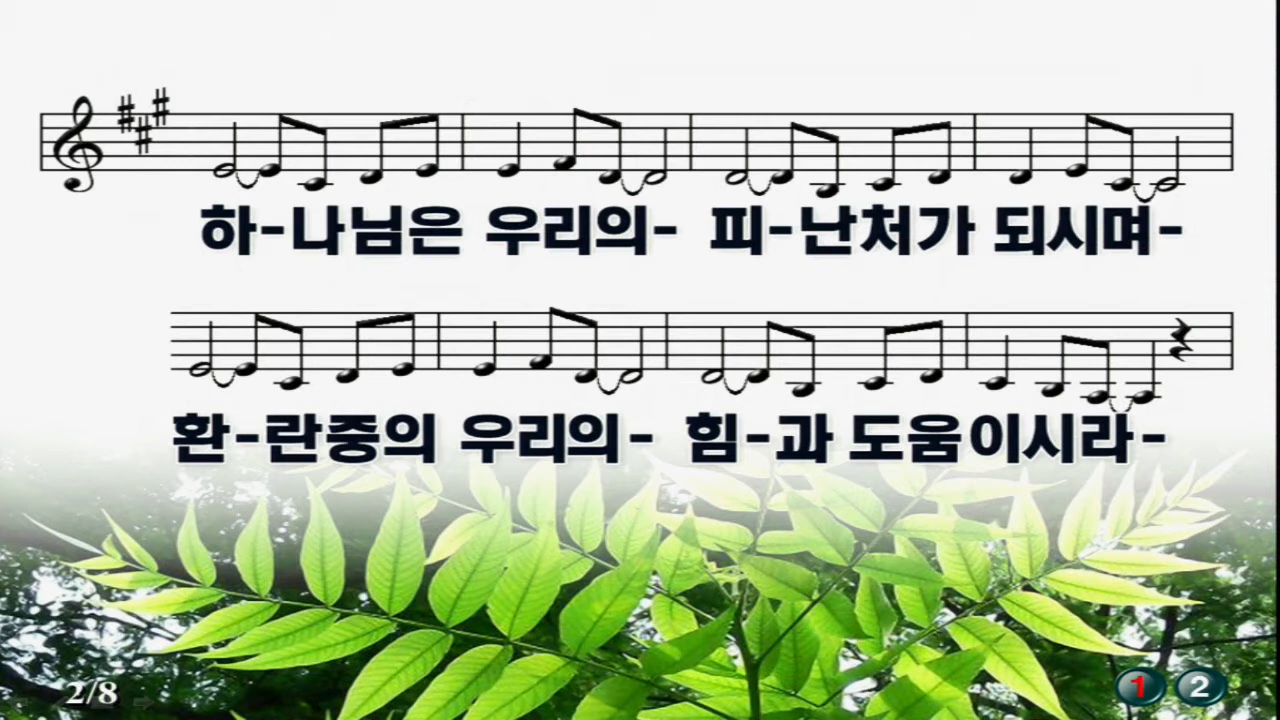 하-나님은 우리의- 피-난처가 되시며-
환-란중의 우리의- 힘-과 도움이시라-
2/8
1 2